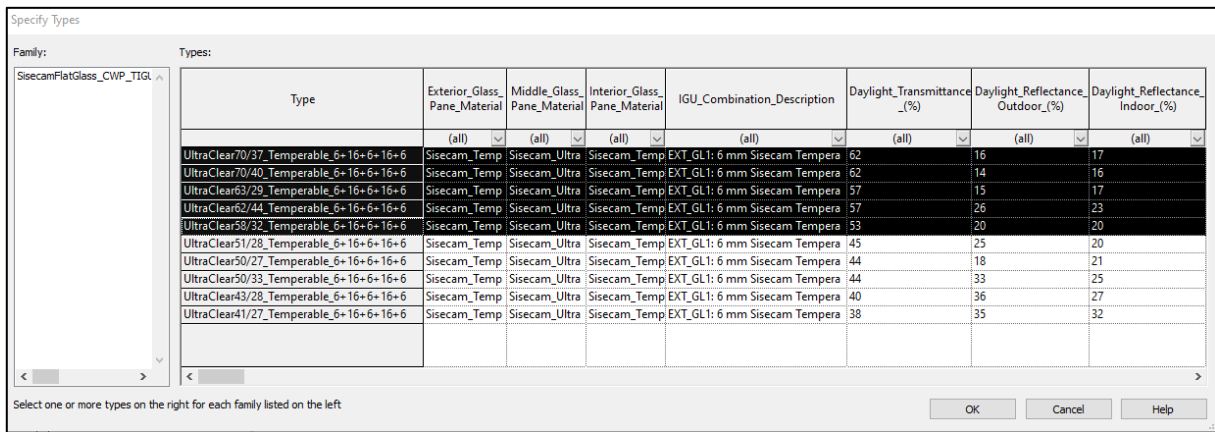 Specify Types
Family: Types:
SisecamFlatGlass_CWP_TIGU
Type Exterior_Glass_Pane_Material Middle_Glass_Pane_Material Interior_Glass_Pane_Material IGU_Combination_Description Daylight_Transmittance_(%) Daylight_Reflectance_Outdoor_(%) Daylight_Reflectance_Indoor_(%)
(all) (all) (all) (all) (all) (all) (all)
UltraClear70/37_Temperable_6+16+6+16+6 Sisecam_Temp Sisecam_Ultra Sisecam_Temp EXT_GL1: 6 mm Sisecam Tempera 62 16 17
UltraClear70/40_Temperable_6+16+6+16+6 Sisecam_Temp Sisecam_Ultra Sisecam_Temp EXT_GL1: 6 mm Sisecam Tempera 62 14 16
UltraClear63/29_Temperable_6+16+6+16+6 Sisecam_Temp Sisecam_Ultra Sisecam_Temp EXT_GL1: 6 mm Sisecam Tempera 57 15 17
UltraClear62/44_Temperable_6+16+6+16+6 Sisecam_Temp Sisecam_Ultra Sisecam_Temp EXT_GL1: 6 mm Sisecam Tempera 57 26 23
UltraClear58/32_Temperable_6+16+6+16+6 Sisecam_Temp Sisecam_Ultra Sisecam_Temp EXT_GL1: 6 mm Sisecam Tempera 53 20 20
UltraClear51/28_Temperable_6+16+6+16+6 Sisecam_Temp Sisecam_Ultra Sisecam_Temp EXT_GL1: 6 mm Sisecam Tempera 45 25 20
UltraClear50/27_Temperable_6+16+6+16+6 Sisecam_Temp Sisecam_Ultra Sisecam_Temp EXT_GL1: 6 mm Sisecam Tempera 44 18 21
UltraClear50/33_Temperable_6+16+6+16+6 Sisecam_Temp Sisecam_Ultra Sisecam_Temp EXT_GL1: 6 mm Sisecam Tempera 44 33 25
UltraClear43/28_Temperable_6+16+6+16+6 Sisecam_Temp Sisecam_Ultra Sisecam_Temp EXT_GL1: 6 mm Sisecam Tempera 40 36 27
UltraClear41/27_Temperable_6+16+6+16+6 Sisecam_Temp Sisecam_Ultra Sisecam_Temp EXT_GL1: 6 mm Sisecam Tempera 38 35 32
Select one or more types on the right for each family listed on the left
OK Cancel Help